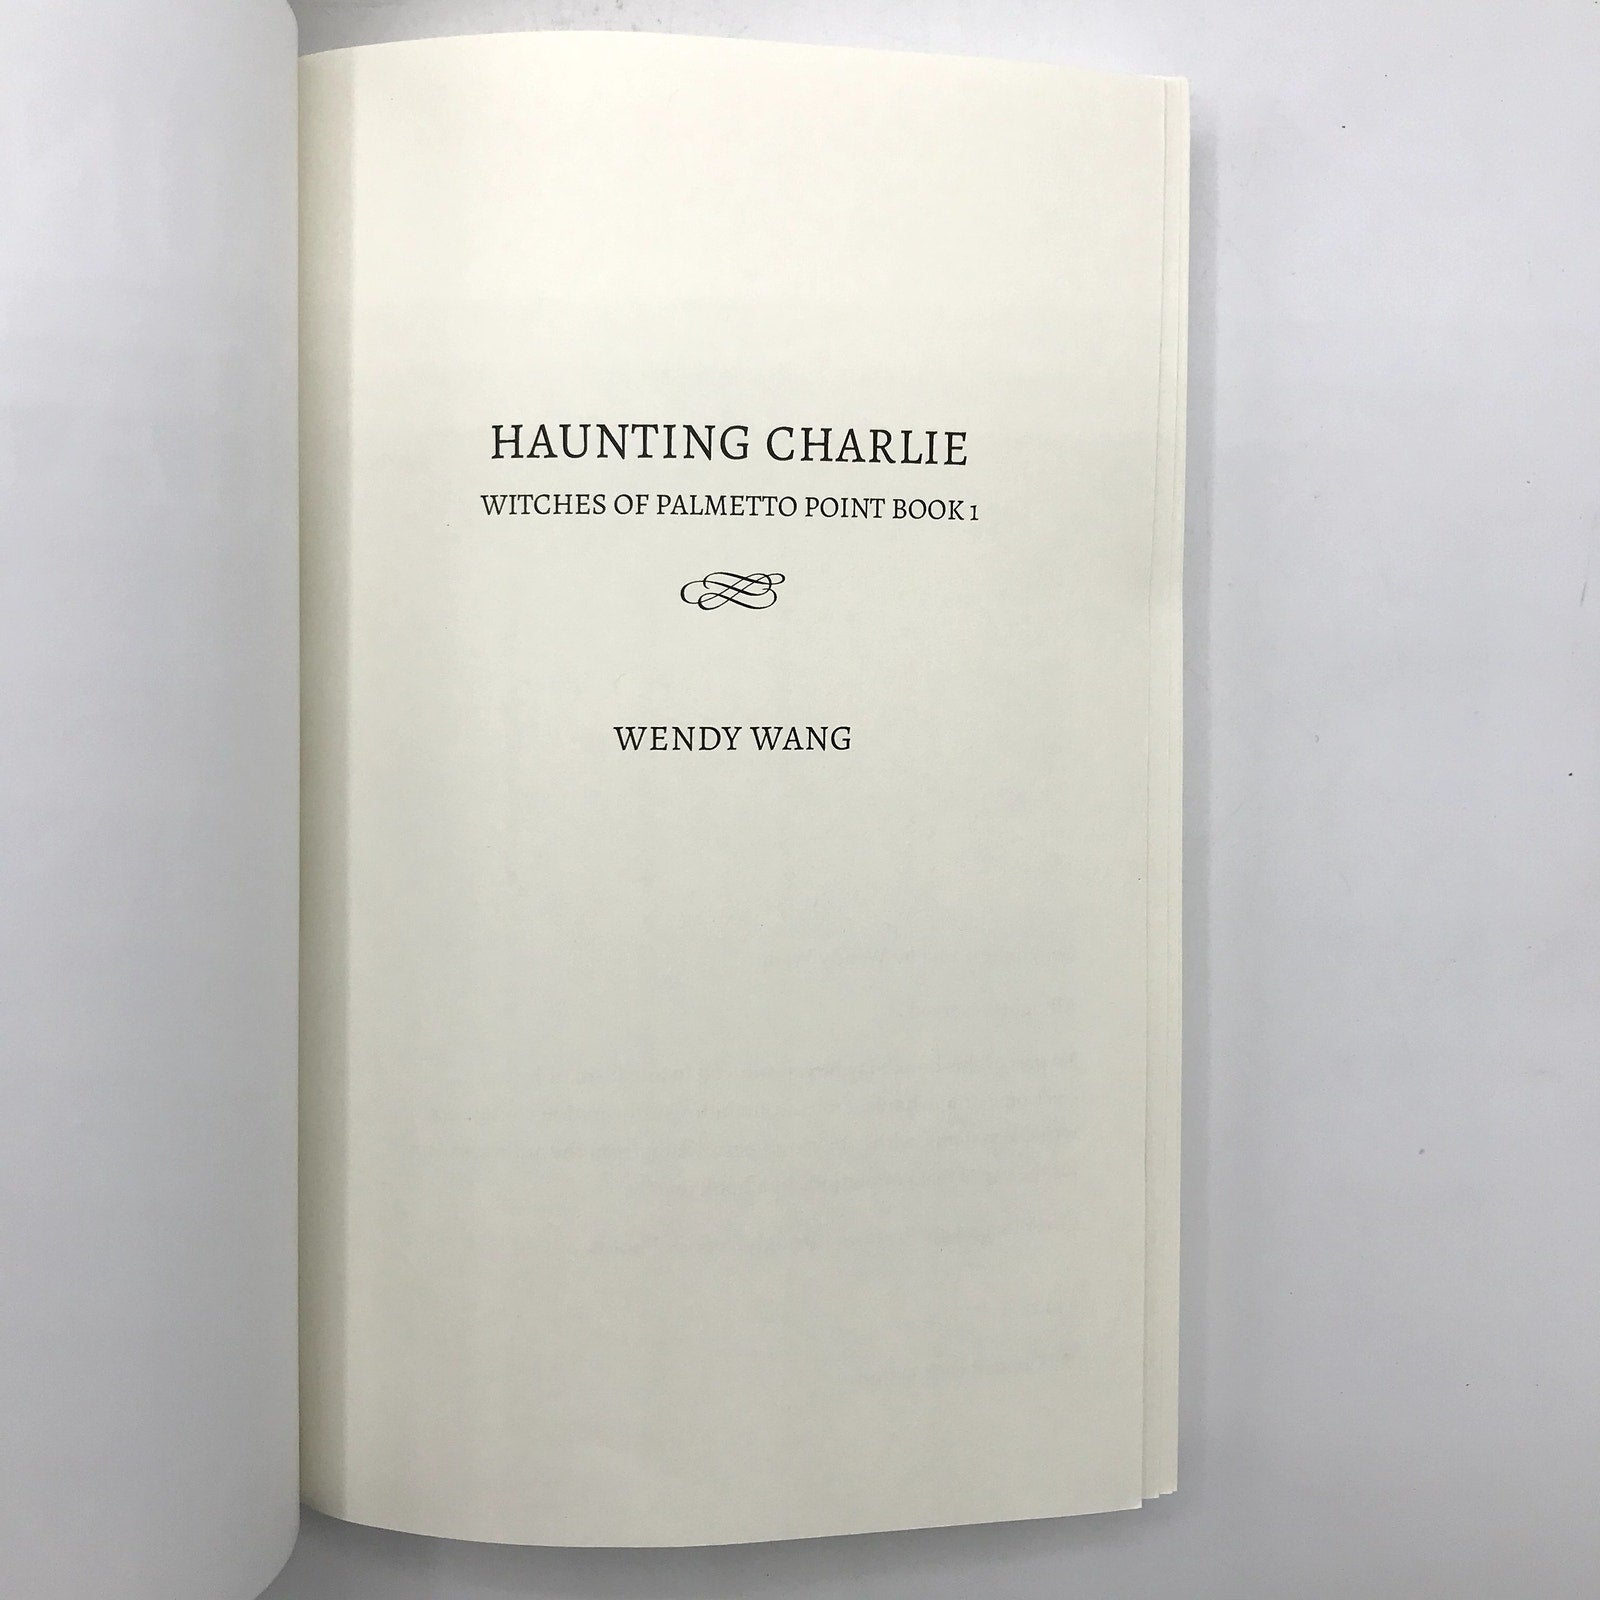 HAUNTING CHARLIE
WITCHES OF PALMETTO POINT BOOK 1
WENDY WANG